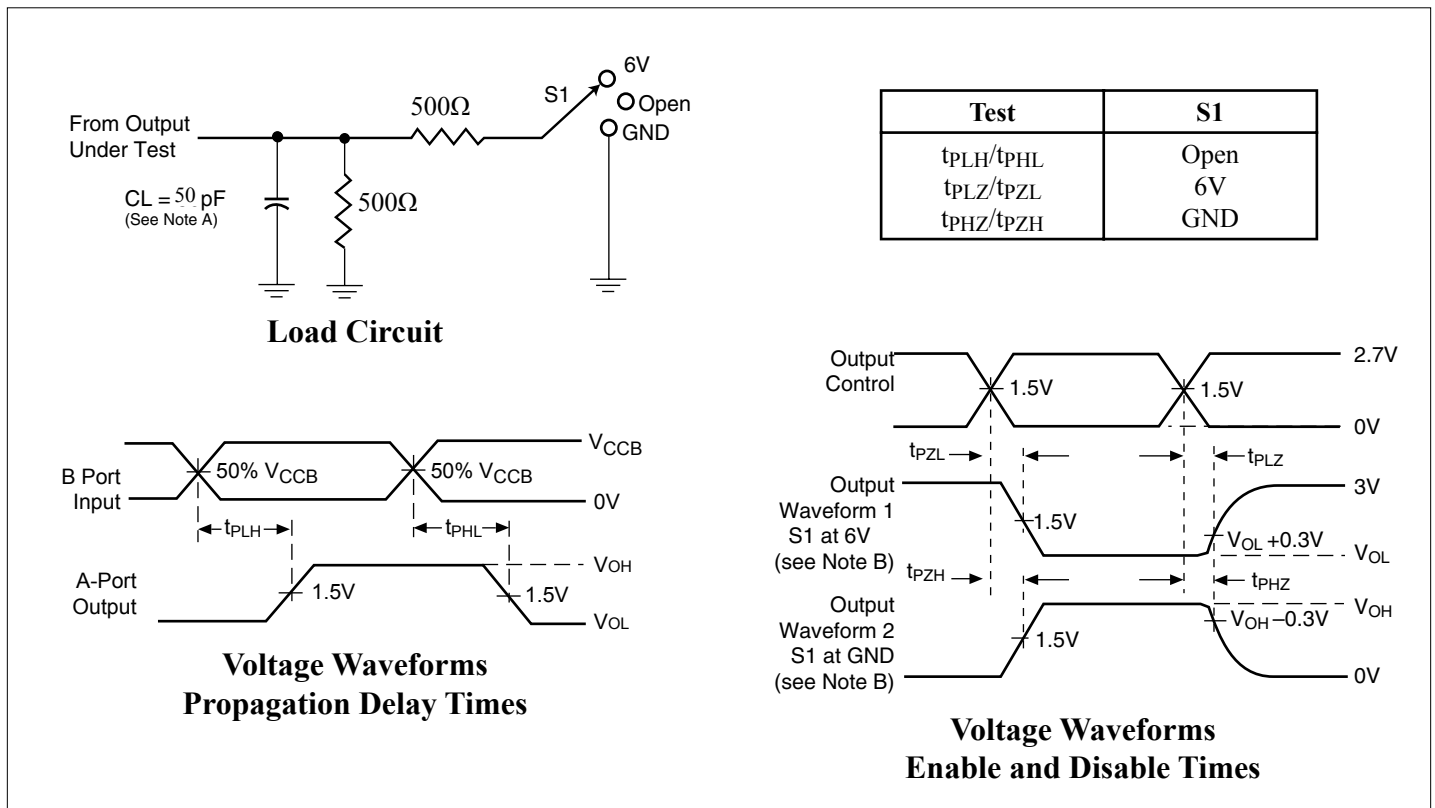 6V
S1
Open
GND
500Ω
From Output
Under Test
CL = 50 pF
(See Note A)
500Ω
Load Circuit
Test S1
tPLH/tPHL Open
tPLZ/tPZL 6V
tPHZ/tPZH GND
B Port
Input
50% VCCB
50% VCCB
VCCB
0V
tPLH
tPHL
A-Port
Output
1.5V
1.5V
VOH
VOL
Voltage Waveforms
Propagation Delay Times
Output
Control
1.5V
1.5V
2.7V
0V
tPZL
tPLZ
Output
Waveform 1
S1 at 6V
(see Note B)
1.5V
3V
VOL +0.3V
VOL
tPZH
tPHZ
Output
Waveform 2
S1 at GND
(see Note B)
1.5V
VOH
VOH –0.3V
0V
Voltage Waveforms
Enable and Disable Times